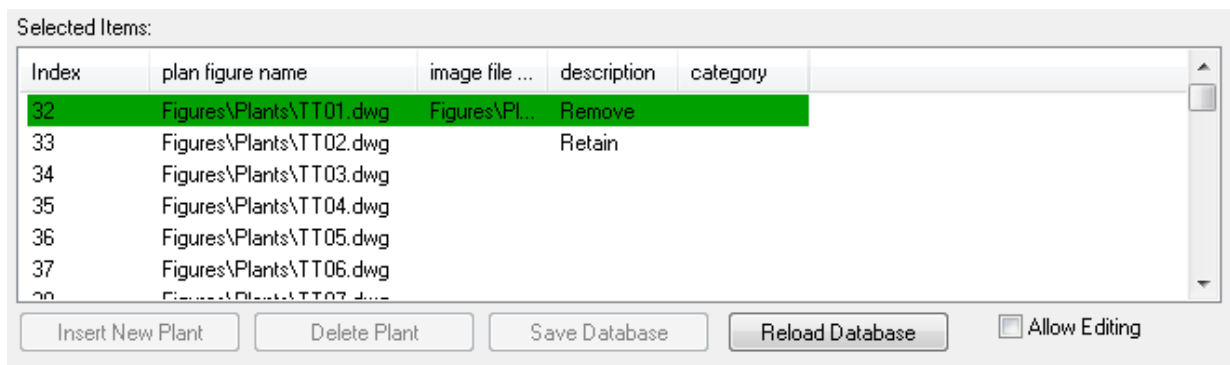 Selected Items:
Index plan figure name image file ... description category
32 Figures\Plants\TT01.dwg Figures\Pl... Remove
33 Figures\Plants\TT02.dwg Retain
34 Figures\Plants\TT03.dwg
35 Figures\Plants\TT04.dwg
36 Figures\Plants\TT05.dwg
37 Figures\Plants\TT06.dwg
Insert New Plant Delete Plant Save Database Reload Database Allow Editing